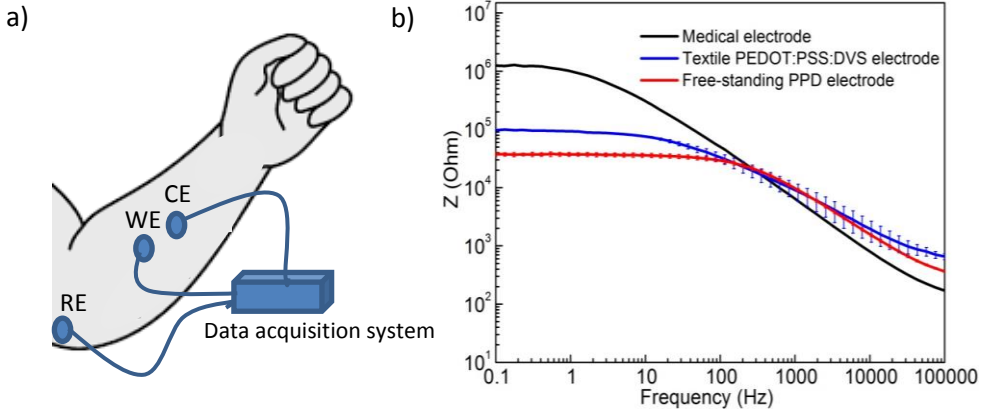 a)
CE
WE
RE
Data acquisition system
b)
Medical electrode
Textile PEDOT:PSS:DVS electrode
Free-standing PPD electrode
Z (Ohm)
10⁷
10⁶
10⁵
10⁴
10³
10²
10¹
0.1 1 10 100 1000 10000 100000
Frequency (Hz)